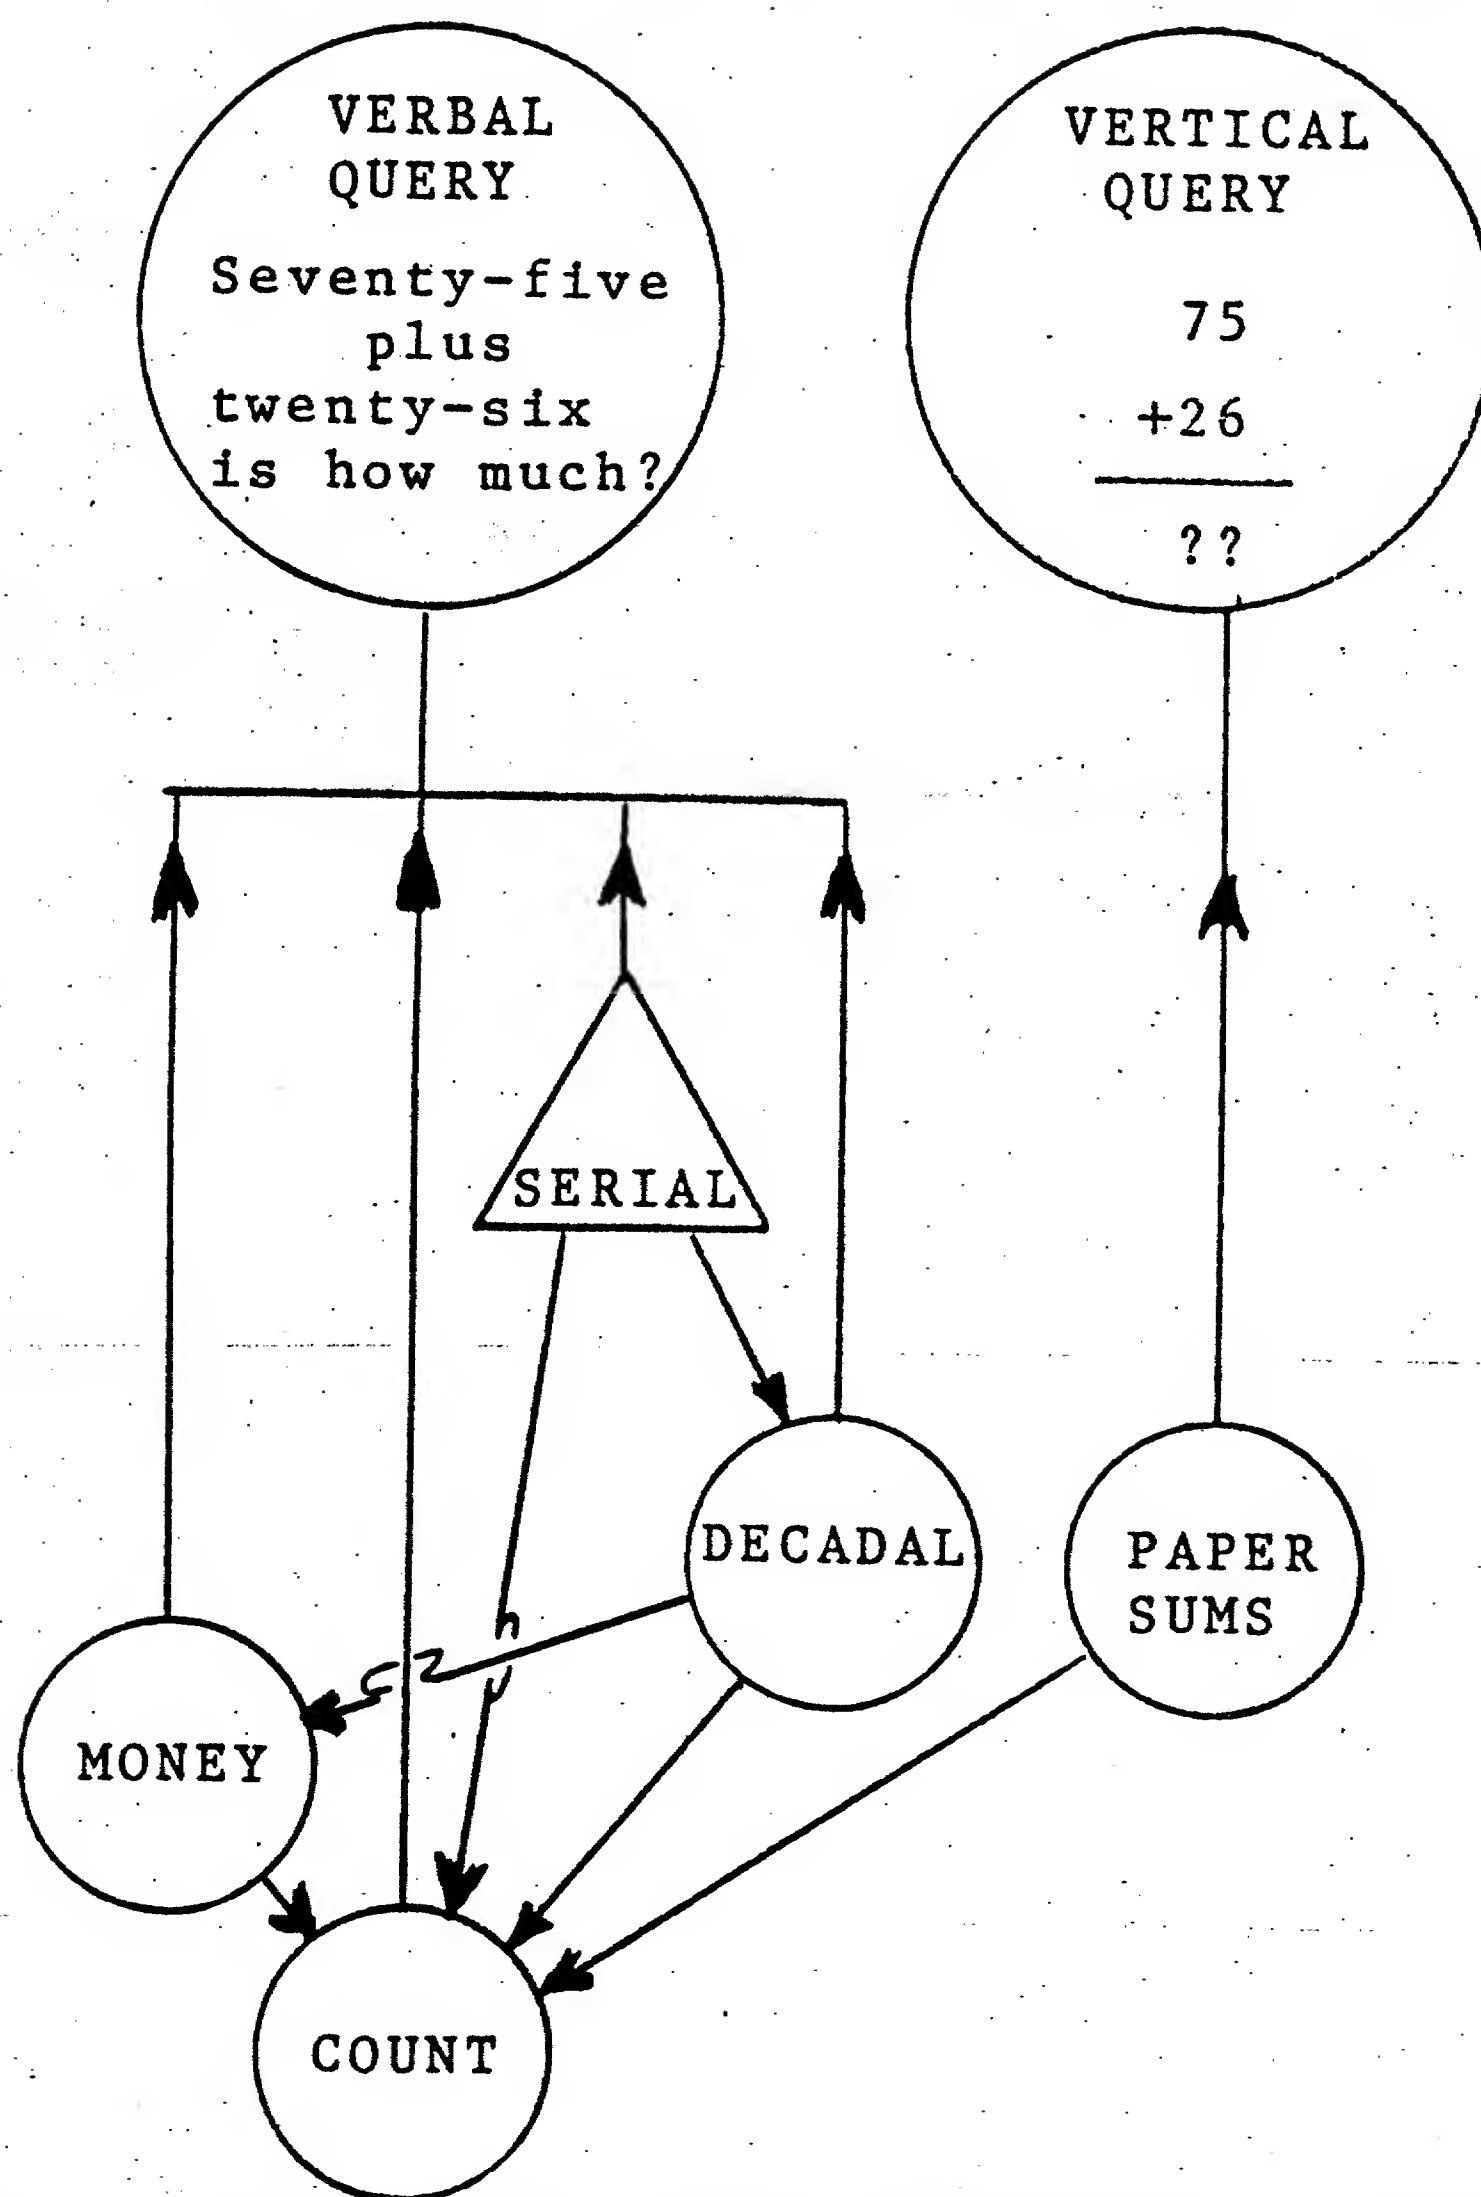 VERBAL
QUERY
Seventy-five
plus
twenty-six
is how much?
VERTICAL
QUERY
75
+26
??
SERIAL
DECADAL
PAPER
SUMS
MONEY
COUNT